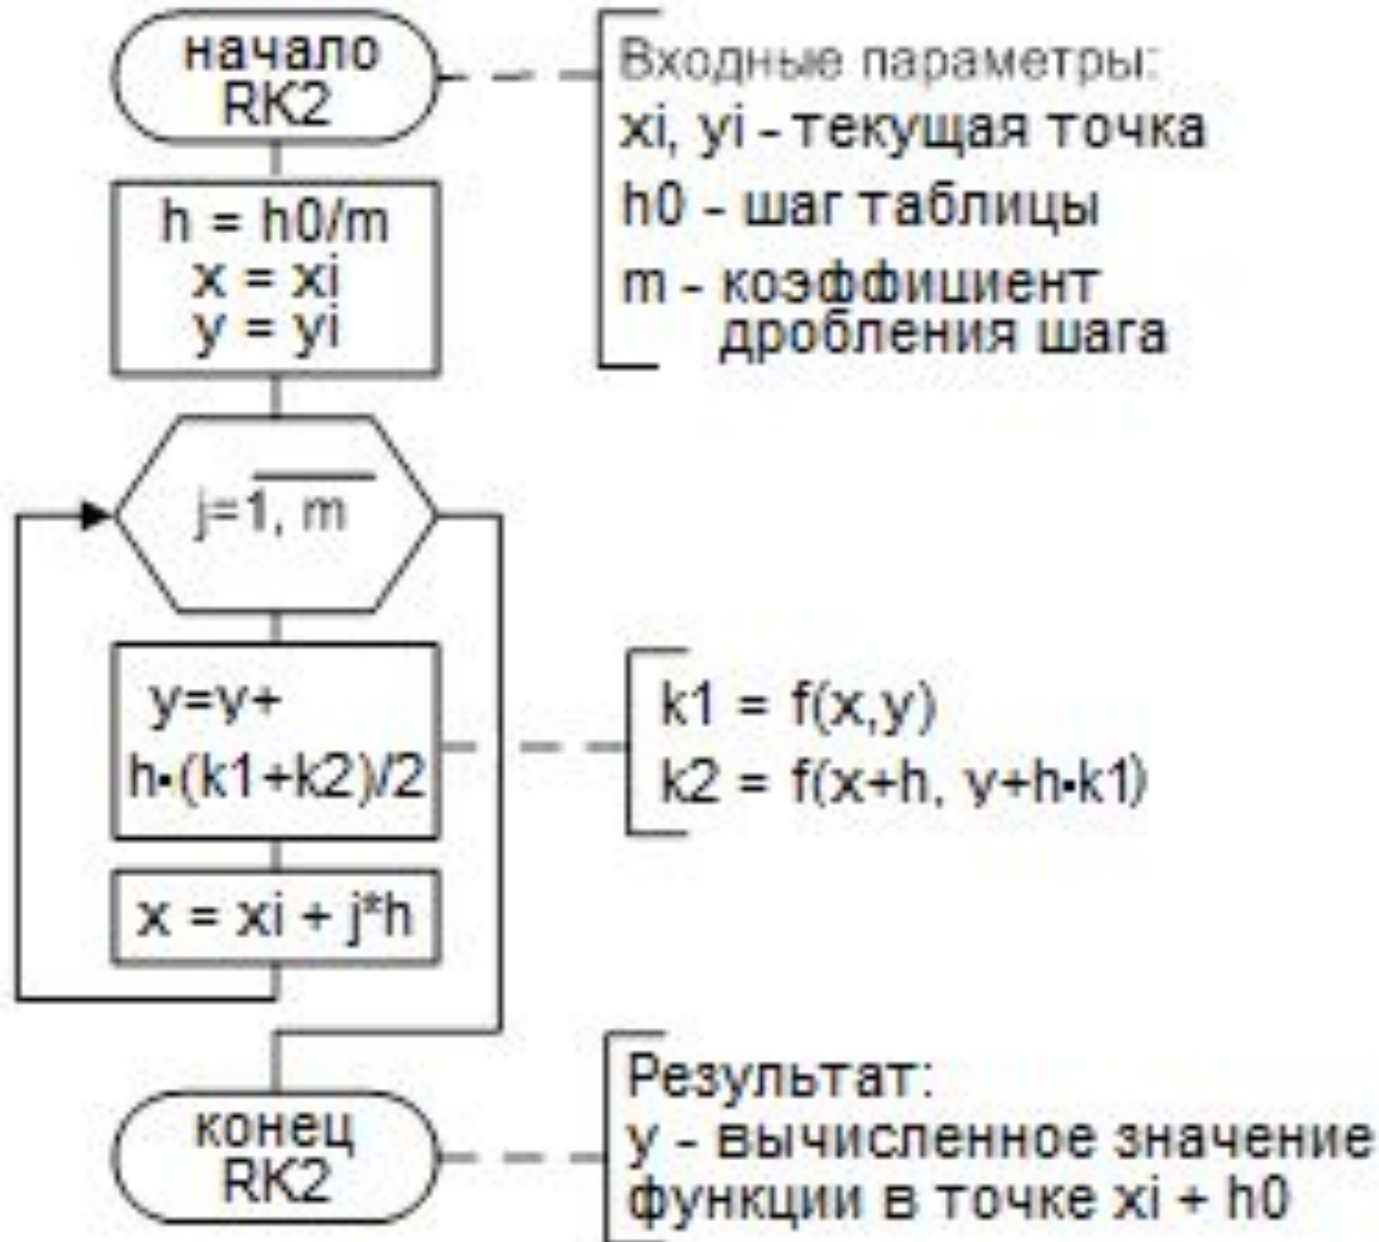 начало
RK2
Входные параметры:
xi, yi - текущая точка
h0 - шаг таблицы
m - коэффициент
дробления шага
h = h0/m
x = xi
y = yi
j=1, m
y=y+
h·(k1+k2)/2
k1 = f(x,y)
k2 = f(x+h, y+h·k1)
x = xi + j*h
конец
RK2
Результат:
y - вычисленное значение
функции в точке xi + h0